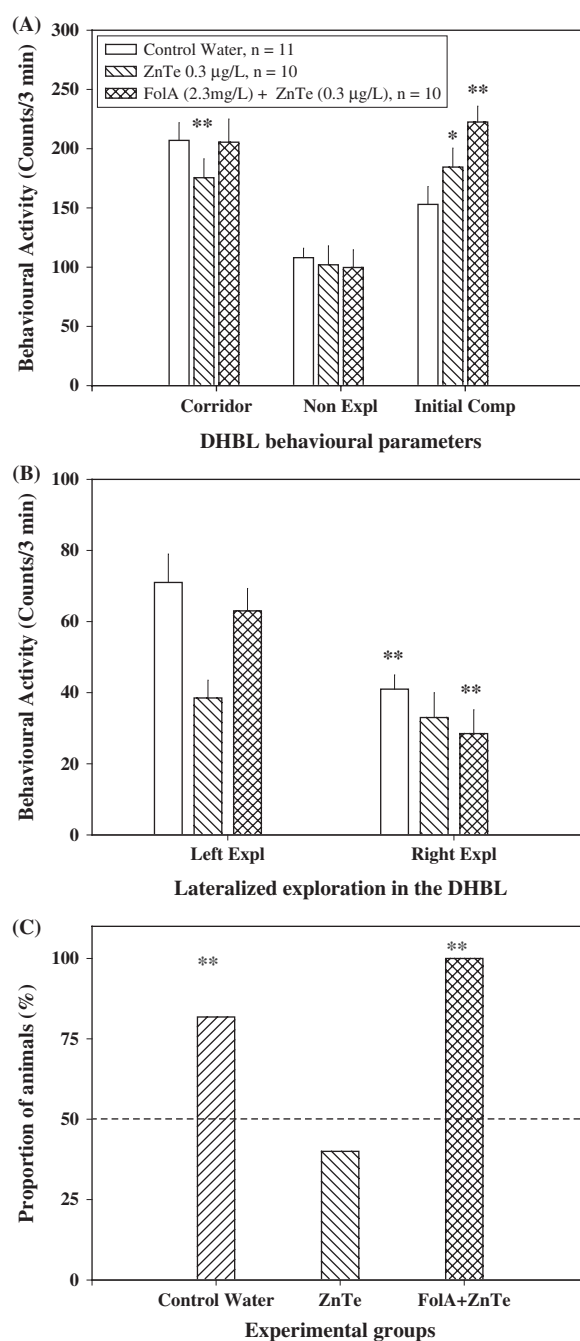 (A)
300
250
200
150
100
50
0
Behavioural Activity (Counts/3 min)
Control Water, n = 11
ZnTe 0.3 µg/L, n = 10
FolA (2.3mg/L) + ZnTe (0.3 µg/L), n = 10
**
*
**
Corridor Non Expl Initial Comp
DHBL behavioural parameters
(B)
100
80
60
40
20
0
Behavioural Activity (Counts/3 min)
**
**
Left Expl Right Expl
Lateralized exploration in the DHBL
(C)
100
75
50
25
0
Proportion of animals (%)
**
**
Control Water ZnTe FolA+ZnTe
Experimental groups